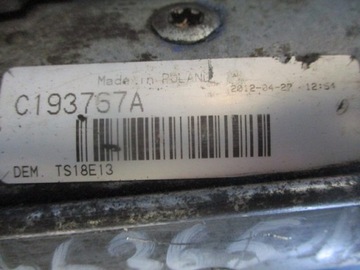 Made in POLAND
2012-04-27 12:51
C193767A
DEM. TS18E13